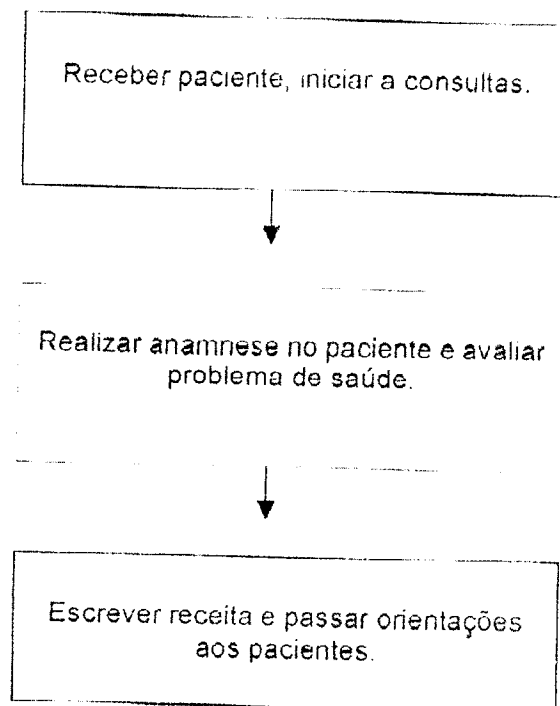 Receber paciente, iniciar a consultas.
Realizar anamnese no paciente e avaliar
problema de saúde.
Escrever receita e passar orientações
aos pacientes.